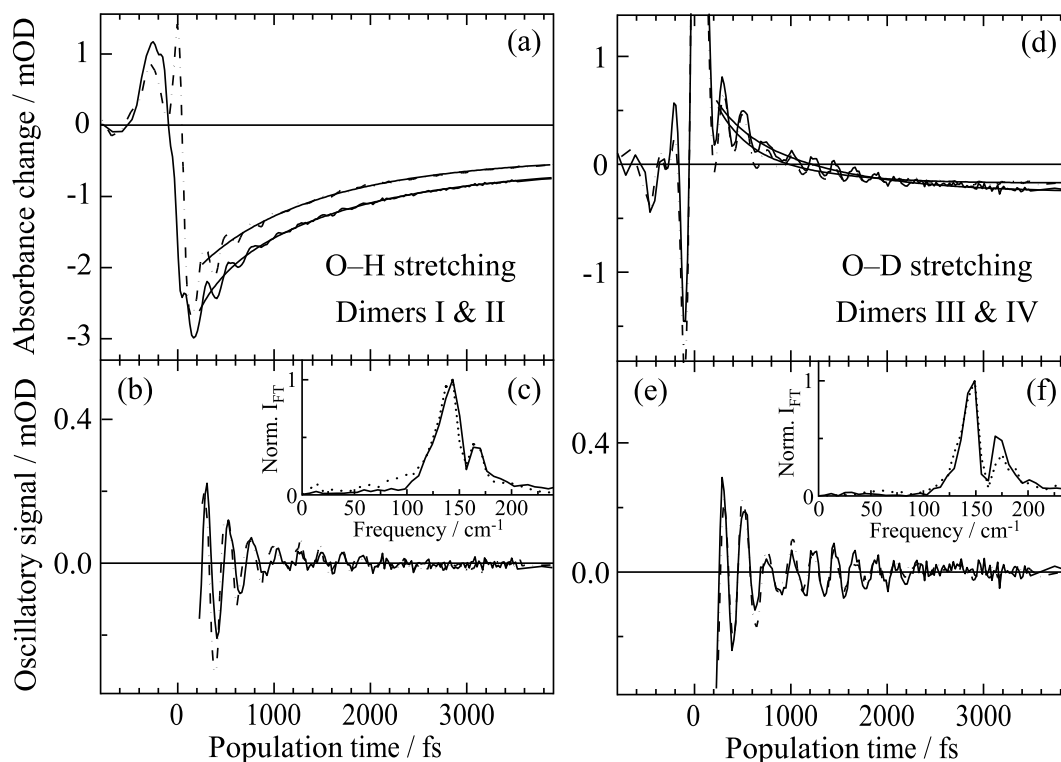 (a)
1
0
-1
-2
-3
Absorbance change / mOD
O–H stretching
Dimers I & II
(d)
1
0
-1
O–D stretching
Dimers III & IV
(b)
0.4
0.0
Oscillatory signal / mOD
(c)
1
0
Norm. I_FT
0 50 100 150 200
Frequency / cm⁻¹
0 1000 2000 3000
Population time / fs
(e)
0.4
0.0
(f)
1
0
Norm. I_FT
0 50 100 150 200
Frequency / cm⁻¹
0 1000 2000 3000
Population time / fs